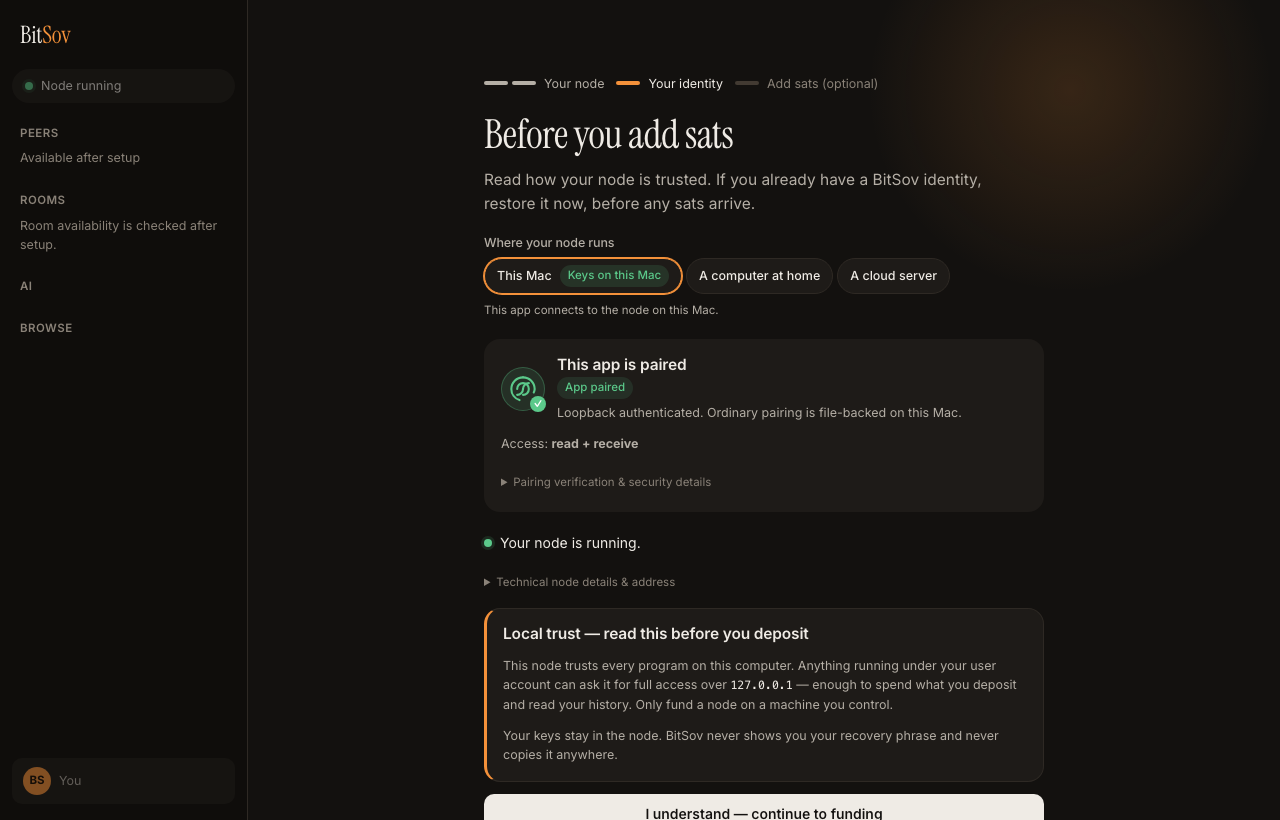 BitSov
Node running
PEERS
Available after setup
ROOMS
Room availability is checked after
setup.
AI
BROWSE
BS You
Your node Your identity Add sats (optional)
Before you add sats
Read how your node is trusted. If you already have a BitSov identity,
restore it now, before any sats arrive.
Where your node runs
This Mac Keys on this Mac A computer at home A cloud server
This app connects to the node on this Mac.
This app is paired
App paired
Loopback authenticated. Ordinary pairing is file-backed on this Mac.
Access: read + receive
Pairing verification & security details
Your node is running.
Technical node details & address
Local trust — read this before you deposit
This node trusts every program on this computer. Anything running under your user
account can ask it for full access over 127.0.0.1 — enough to spend what you deposit
and read your history. Only fund a node on a machine you control.
Your keys stay in the node. BitSov never shows you your recovery phrase and never
copies it anywhere.
I understand — continue to funding